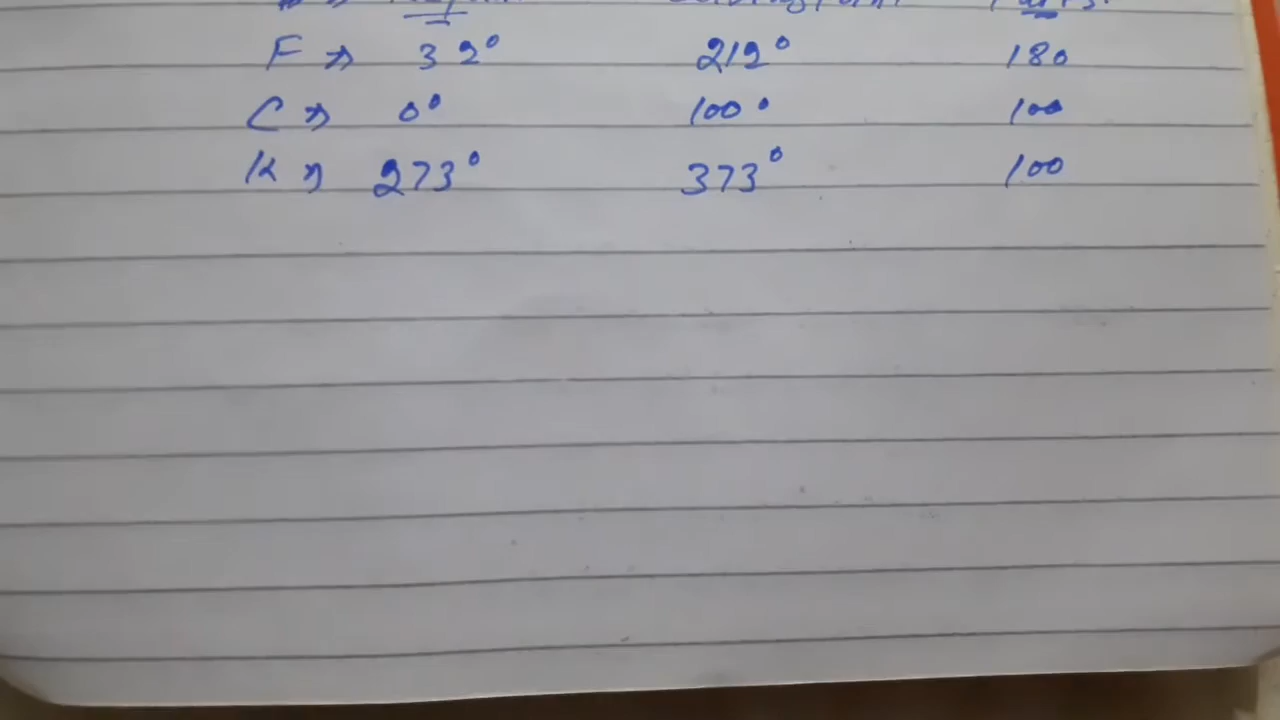 F ⇒ 32° 212° 180
C ⇒ 0° 100° 100
K ⇒ 273° 373° 100